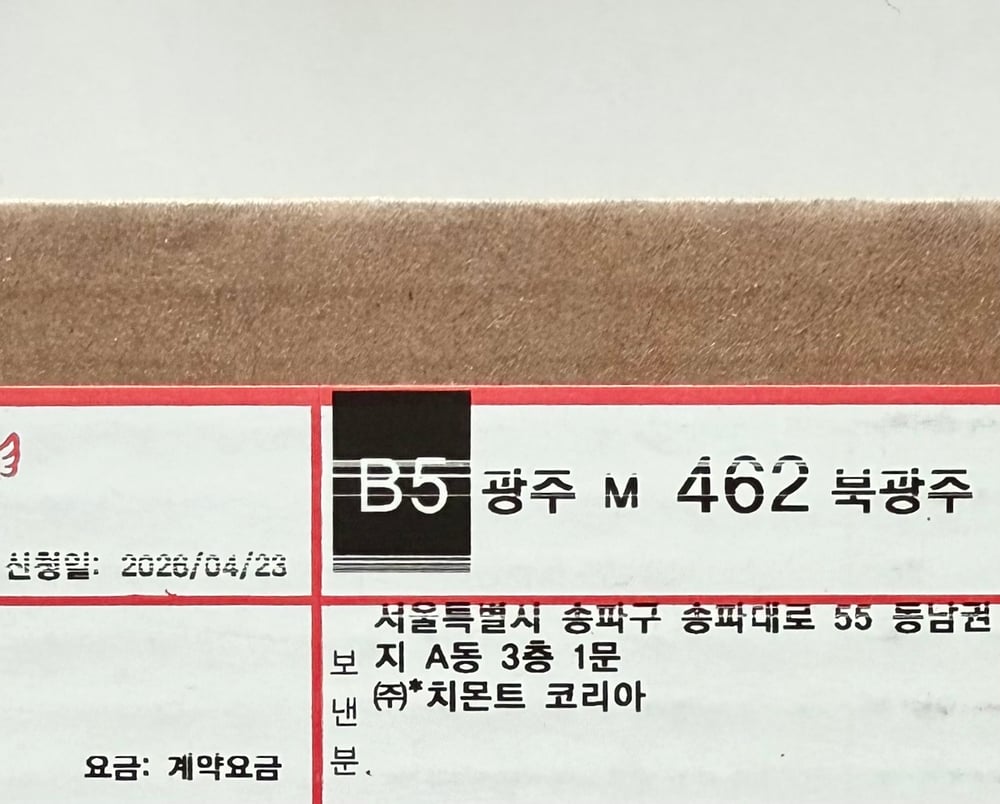 B5 광주 M 462 북광주
신청일: 2026/04/23
서울특별시 송파구 송파대로 55 동남권
지 A동 3층 1문
㈜*치몬트 코리아
보낸분
요금: 계약요금